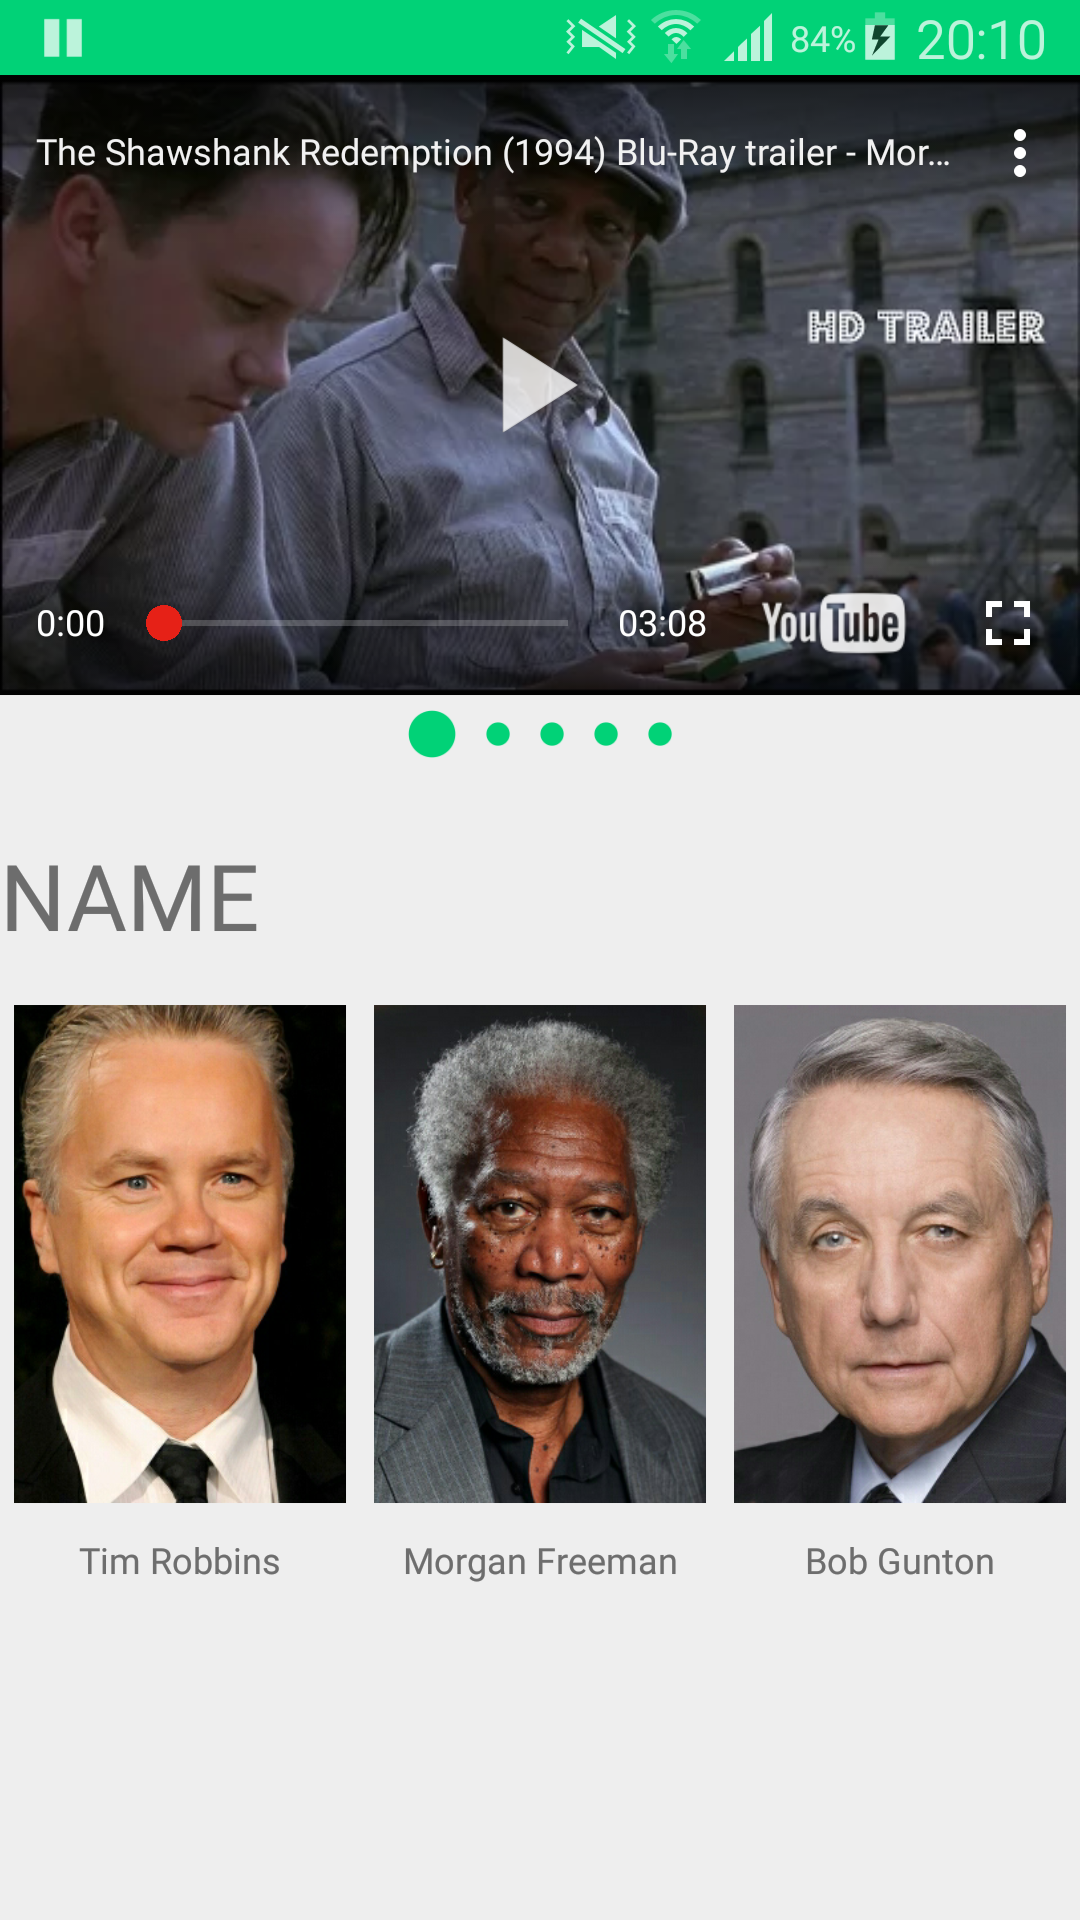 84% 20:10
The Shawshank Redemption (1994) Blu-Ray trailer - Mor...
HD TRAILER
0:00 03:08 YouTube
NAME
Tim Robbins Morgan Freeman Bob Gunton